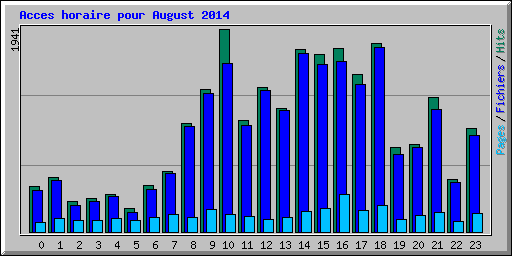 Acces horaire pour August 2014
1941
Pages/Fichiers/Hits
0 1 2 3 4 5 6 7 8 9 10 11 12 13 14 15 16 17 18 19 20 21 22 23